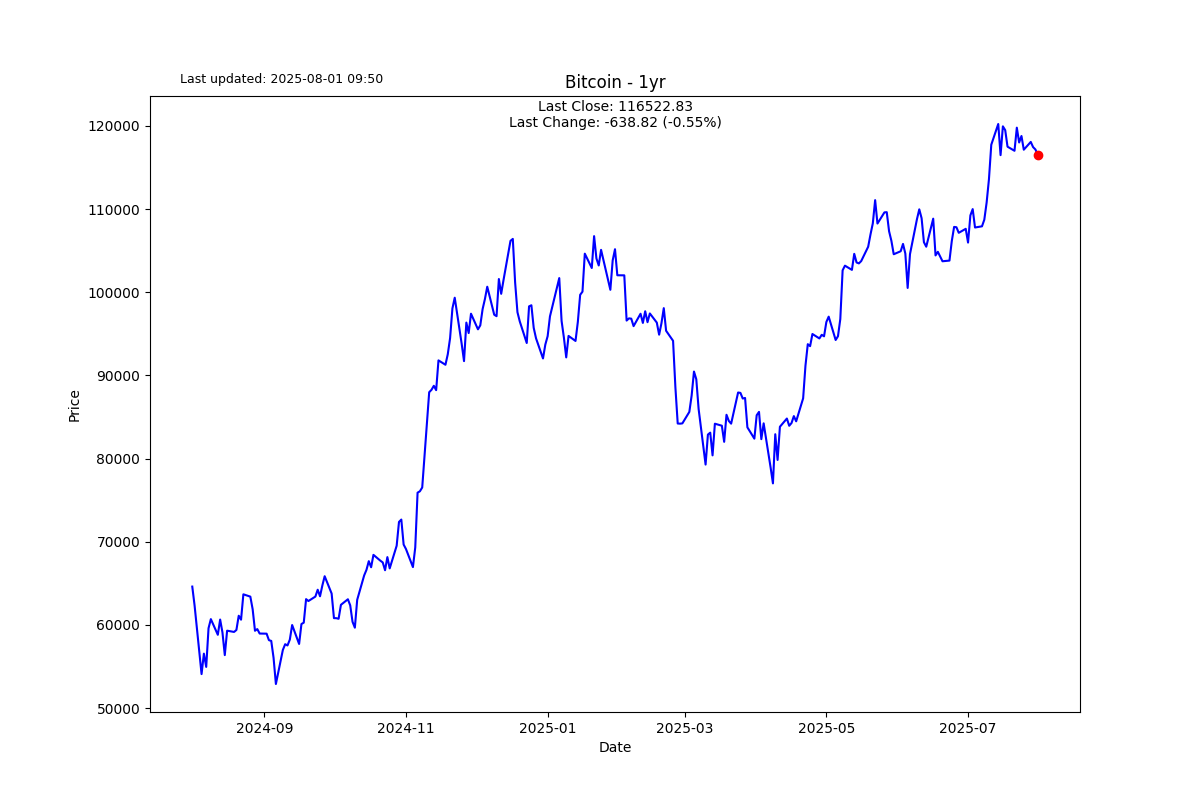 Last updated: 2025-08-01 09:50
Bitcoin - 1yr
Last Close: 116522.83
Last Change: -638.82 (-0.55%)
120000
110000
100000
90000
80000
70000
60000
50000
Price
2024-09
2024-11
2025-01
2025-03
2025-05
2025-07
Date